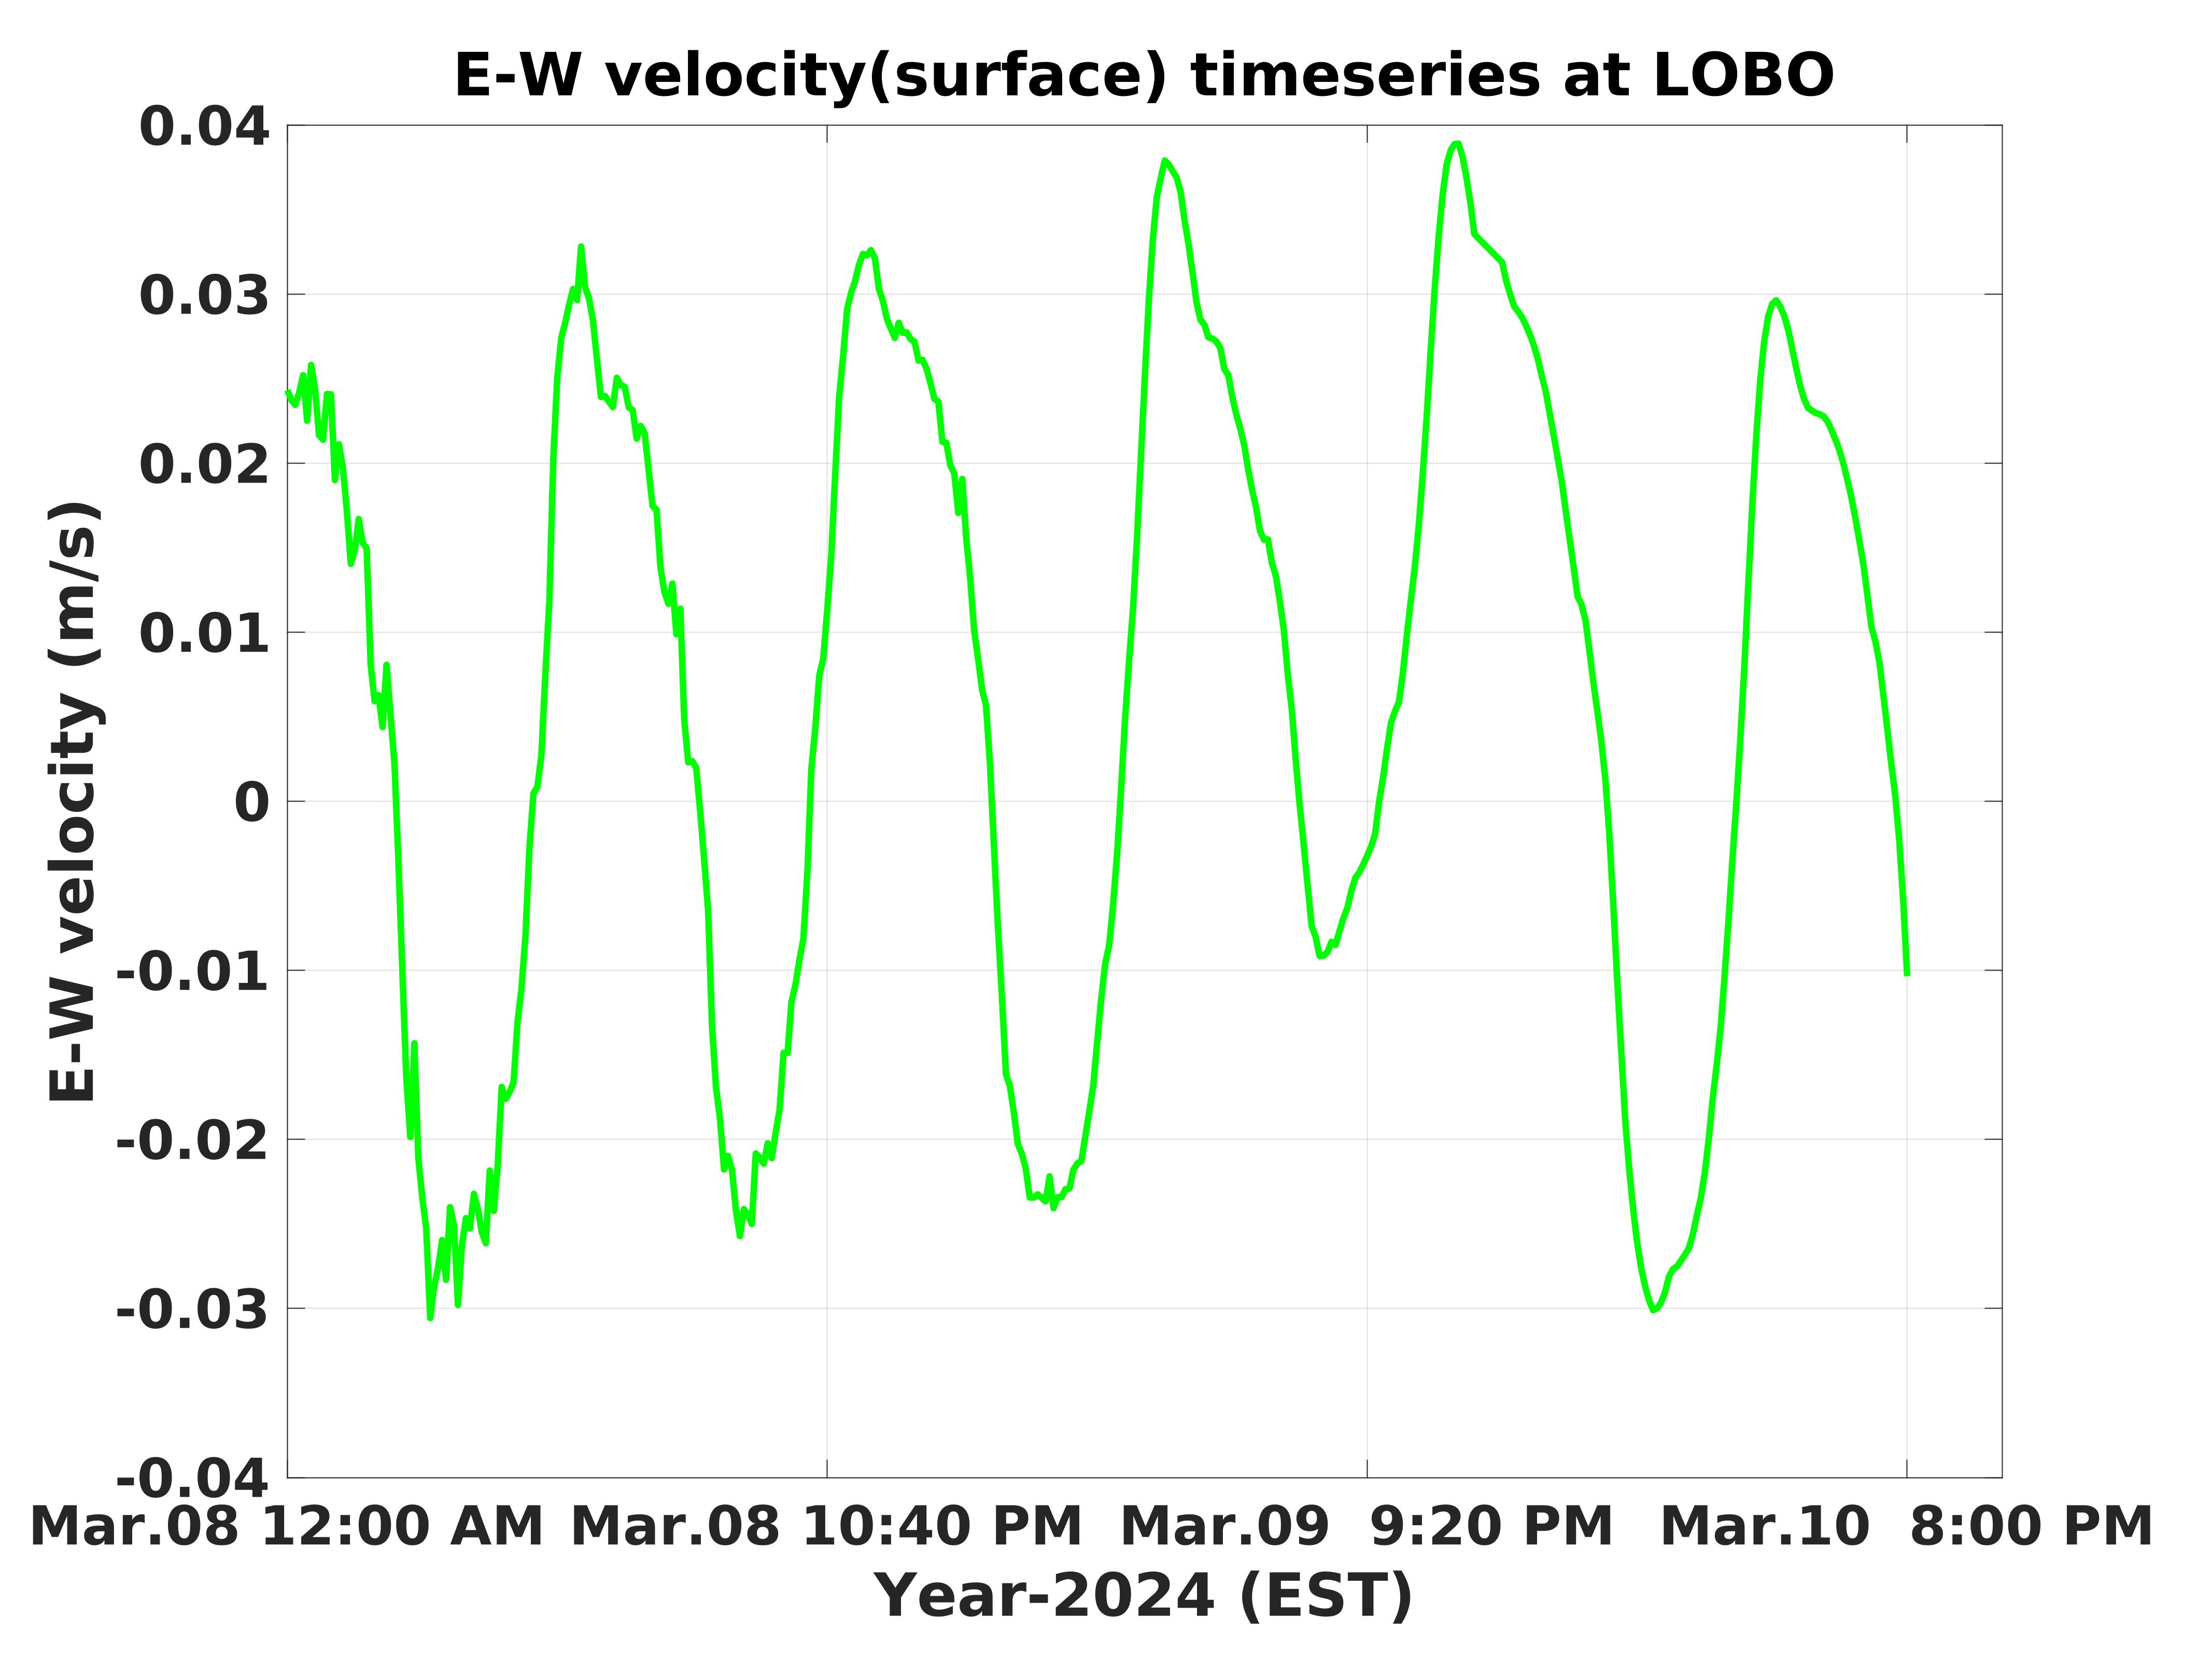 E-W velocity(surface) timeseries at LOBO
E-W velocity (m/s)
0.04
0.03
0.02
0.01
0
-0.01
-0.02
-0.03
-0.04
Mar.08 12:00 AM
Mar.08 10:40 PM
Mar.09  9:20 PM
Mar.10  8:00 PM
Year-2024 (EST)